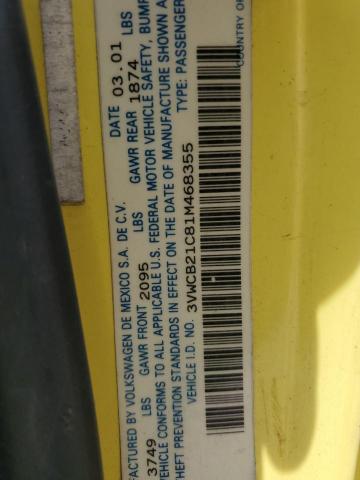 FACTURED BY VOLKSWAGEN DE MEXICO S.A. DE C.V. DATE 03.01
3749 LBS GAWR FRONT 2095 LBS GAWR REAR 1874 LBS
VEHICLE CONFORMS TO ALL APPLICABLE U.S. FEDERAL MOTOR VEHICLE SAFETY, BUMP
THEFT PREVENTION STANDARDS IN EFFECT ON THE DATE OF MANUFACTURE SHOWN A
VEHICLE I.D. NO. 3VWCB21C81M468355 TYPE: PASSENGER
COUNTRY OF